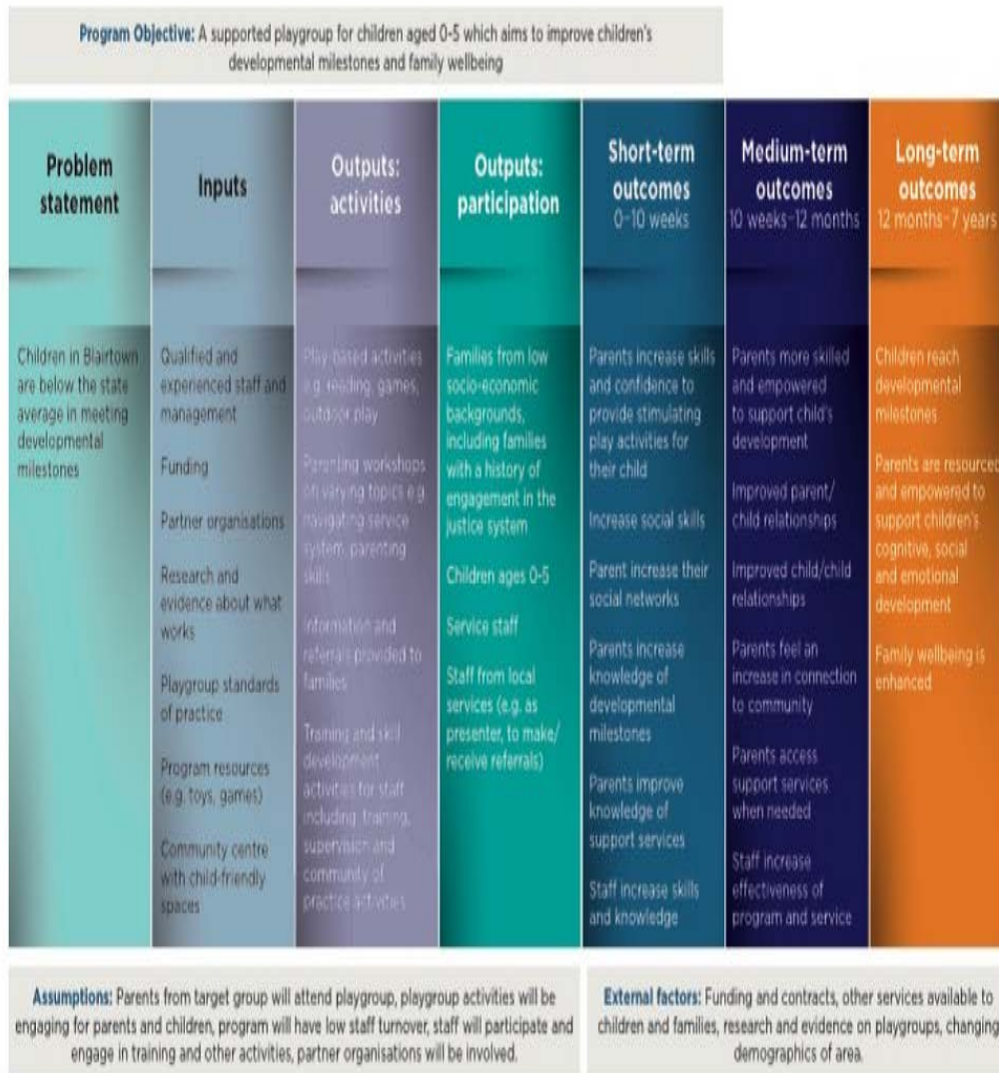 Program Objective: A supported playgroup for children aged 0-5 which aims to improve children's
developmental milestones and family wellbeing
Problem
statement
Children in Blairtown
are below the state
average in meeting
developmental
milestones
Inputs
Qualified and
experienced staff and
management
Funding
Partner organisations
Research and
evidence about what
works
Playgroup standards
of practice
Program resources
(e.g. toys, games)
Community centre
with child-friendly
spaces
Outputs:
activities
Play-based activities
e.g. reading, games,
outdoor play
Parenting workshops
on varying topics e.g.
navigating service
system, parenting
skills
Information and
referrals provided to
families
Training and skill
development
activities for staff
including, training,
supervision and
community of
practice activities
Outputs:
participation
Families from low
socio-economic
backgrounds,
including families
with a history of
engagement in the
justice system
Children ages 0-5
Service staff
Staff from local
services (e.g. as
presenter, to make/
receive referrals)
Short-term
outcomes
0–10 weeks
Parents increase skills
and confidence to
provide stimulating
play activities for
their child
Increase social skills
Parent increase their
social networks
Parents increase
knowledge of
developmental
milestones
Parents improve
knowledge of
support services
Staff increase skills
and knowledge
Medium-term
outcomes
10 weeks–12 months
Parents more skilled
and empowered
to support child's
development
Improved parent/
child relationships
Improved child/child
relationships
Parents feel an
increase in connection
to community
Parents access
support services
when needed
Staff increase
effectiveness of
program and service
Long-term
outcomes
12 months–7 years
Children reach
developmental
milestones
Parents are resourced
and empowered to
support children's
cognitive, social
and emotional
development
Family wellbeing is
enhanced
Assumptions: Parents from target group will attend playgroup, playgroup activities will be
engaging for parents and children, program will have low staff turnover, staff will participate and
engage in training and other activities, partner organisations will be involved.
External factors: Funding and contracts, other services available to
children and families, research and evidence on playgroups, changing
demographics of area.